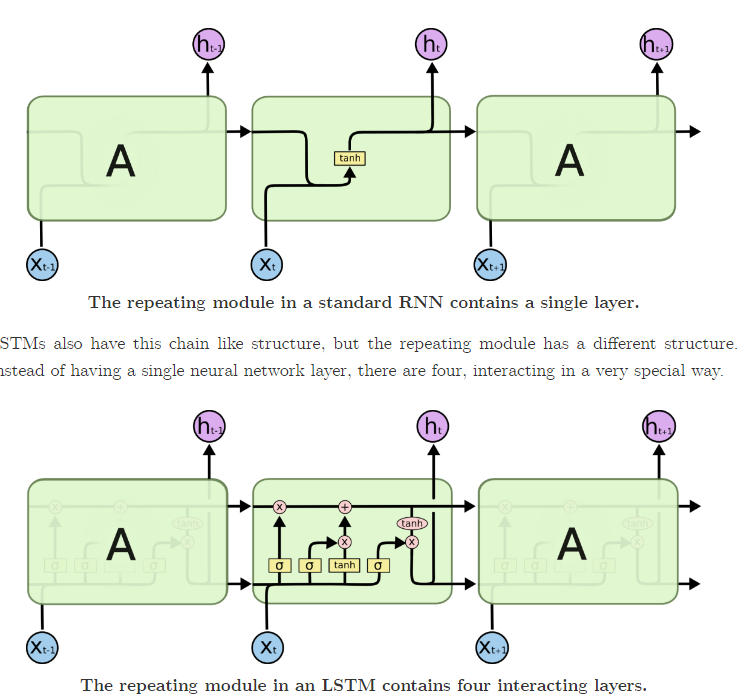 ht-1 ht ht+1
A tanh A
Xt-1 Xt Xt+1
The repeating module in a standard RNN contains a single layer.
STMs also have this chain like structure, but the repeating module has a different structure.
nstead of having a single neural network layer, there are four, interacting in a very special way.
ht-1 ht ht+1
x + x + x +
tanh tanh tanh
A x x A
σ σ σ σ σ tanh σ σ σ σ
Xt-1 Xt Xt+1
The repeating module in an LSTM contains four interacting layers.